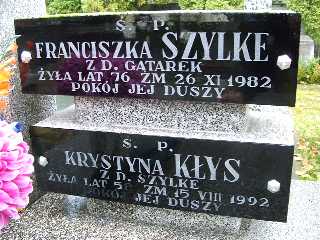 Ś. P.
FRANCISZKA SZYLKE
Z D. GATAREK
ŻYŁA LAT 76 ZM 26 XI 1982
POKÓJ JEJ DUSZY
Ś. P.
KRYSTYNA KŁYS
Z D. SZYLKE
ŻYŁA LAT ZM 15 VIII 1992
POKÓJ JEJ DUSZY